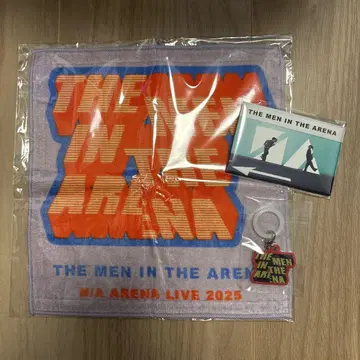 THE MEN
IN THE
ARENA
THE MEN IN THE ARENA
THE MEN IN THE AREN
ARENA LIVE 2025
THE MEN
IN THE
ARENA